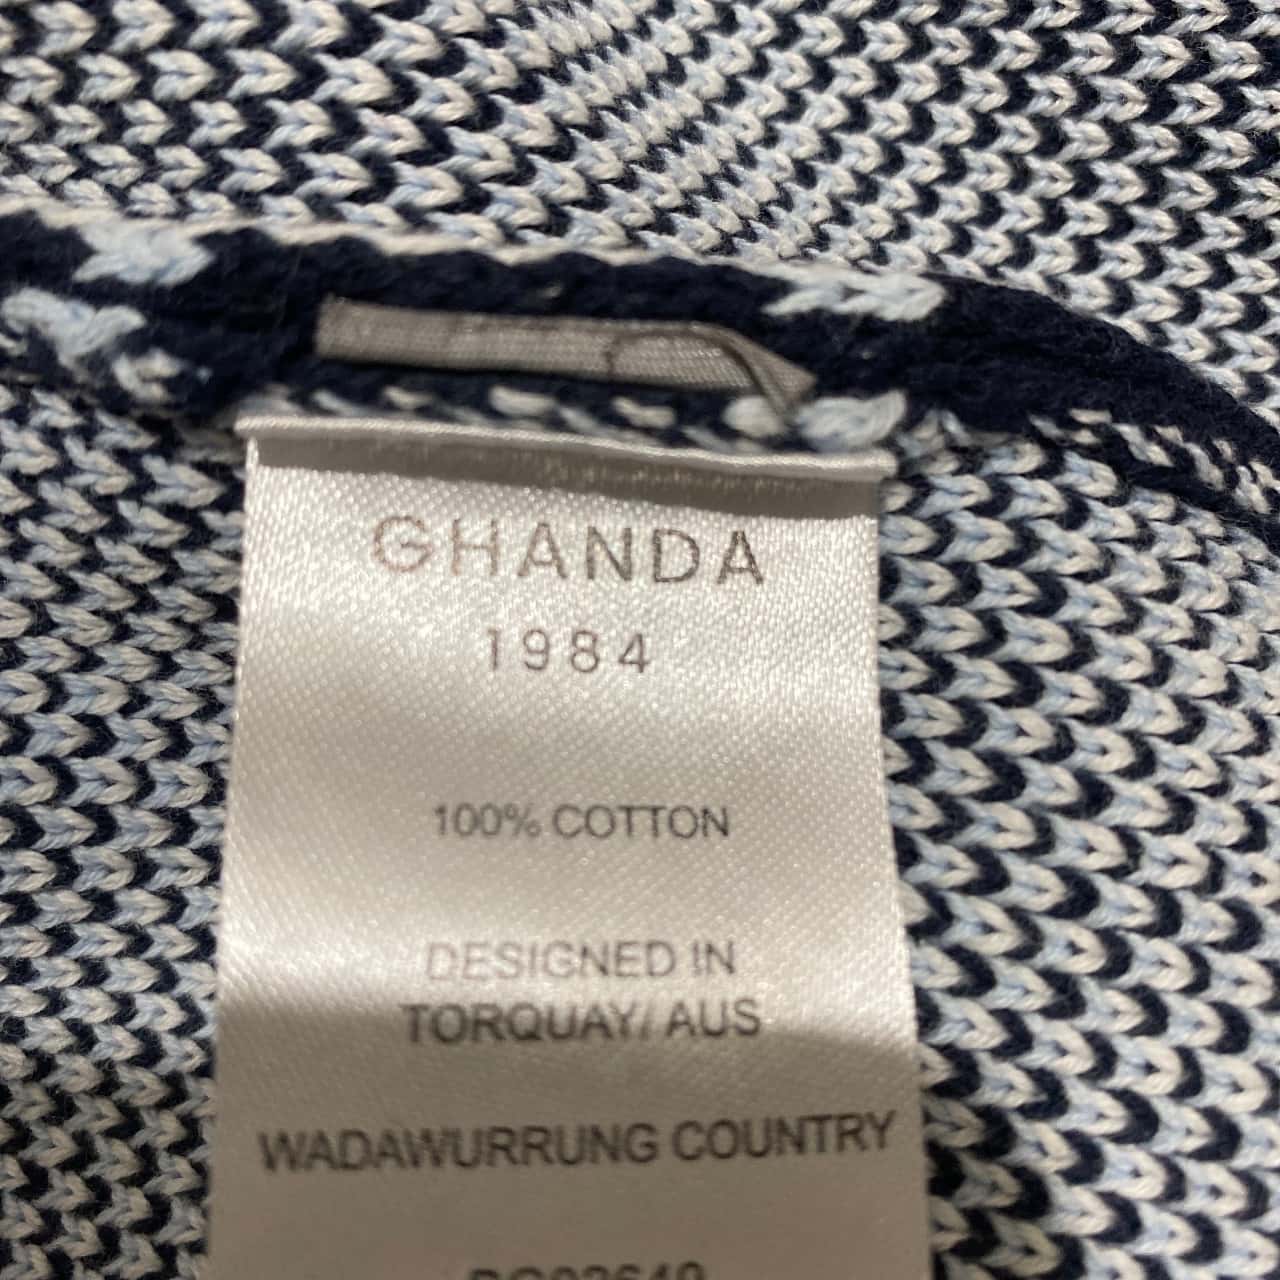 GHANDA
1984
100% COTTON
DESIGNED IN
TORQUAY/ AUS
WADAWURRUNG COUNTRY